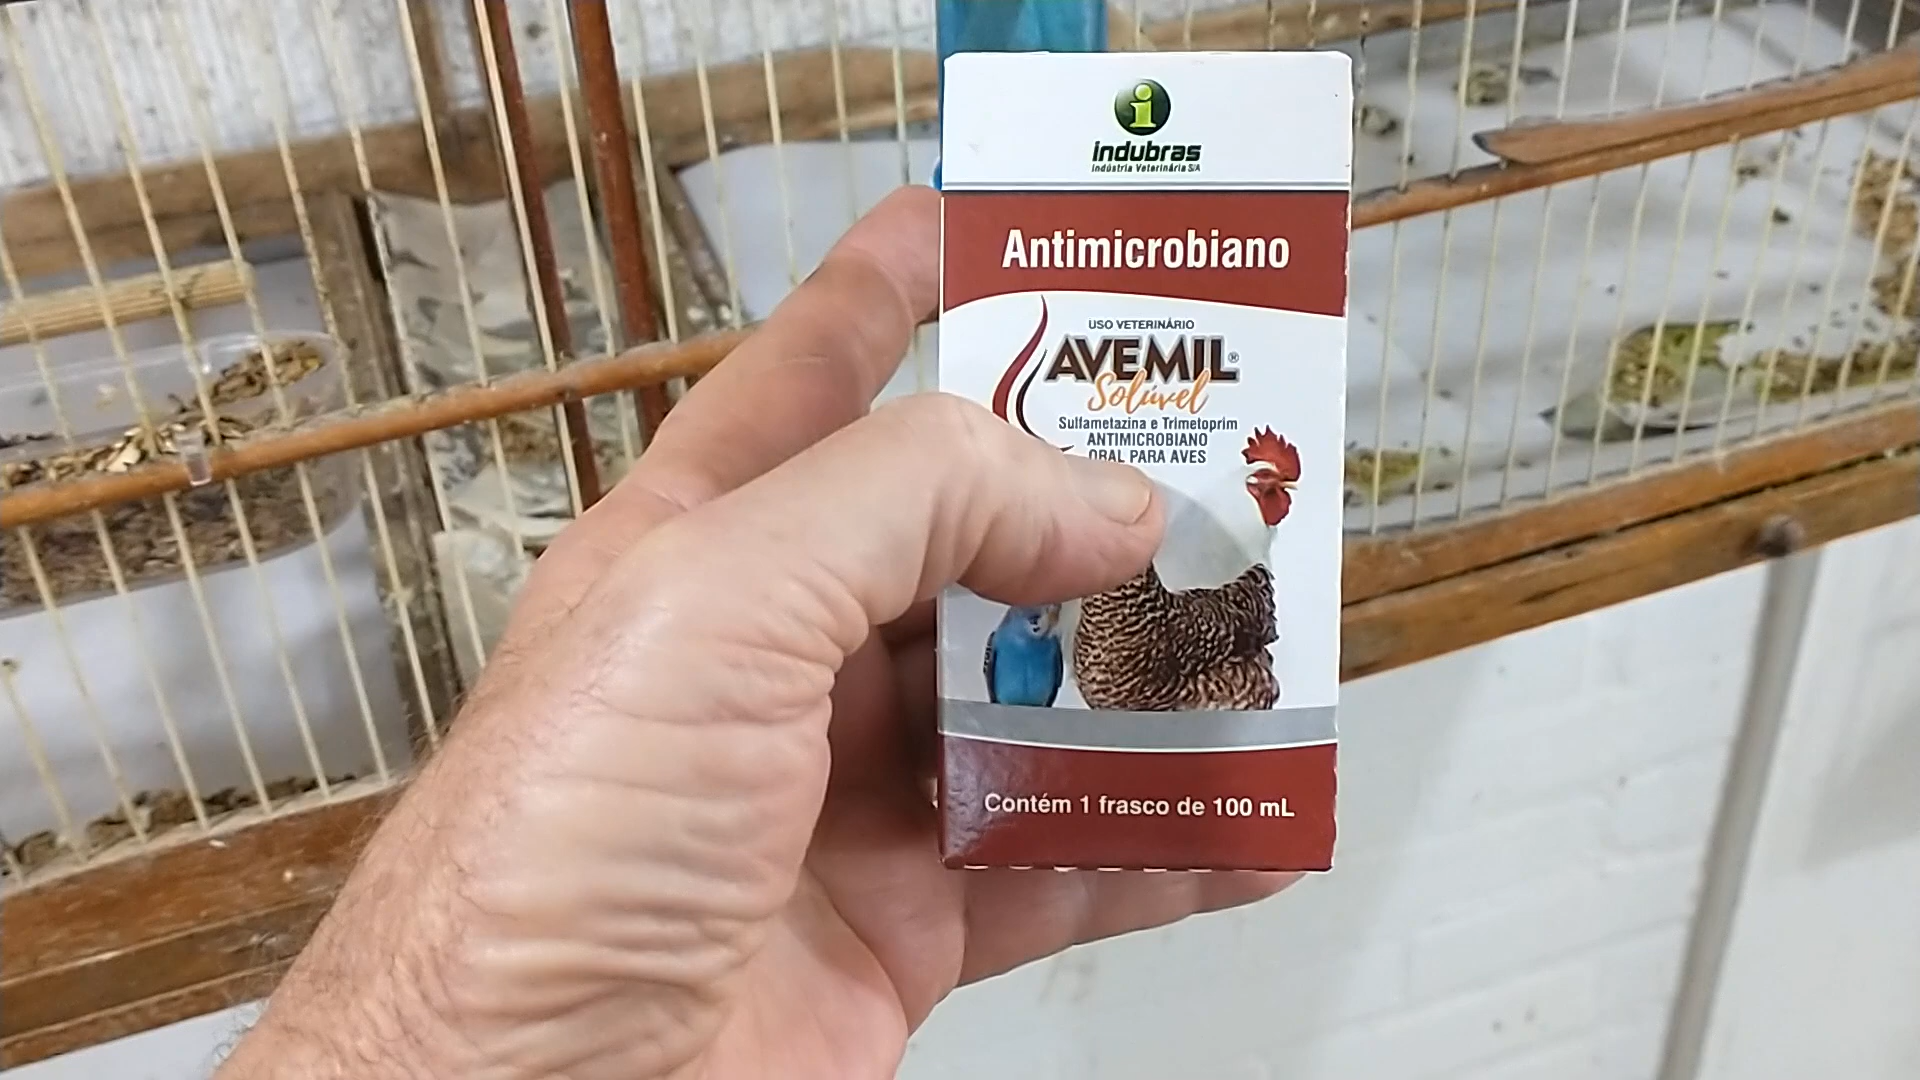 indubras
Indústria Veterinária S/A
Antimicrobiano
USO VETERINÁRIO
AVEMIL®
Solúvel
Sulfametazina e Trimetoprim
ANTIMICROBIANO
ORAL PARA AVES
Contém 1 frasco de 100 mL